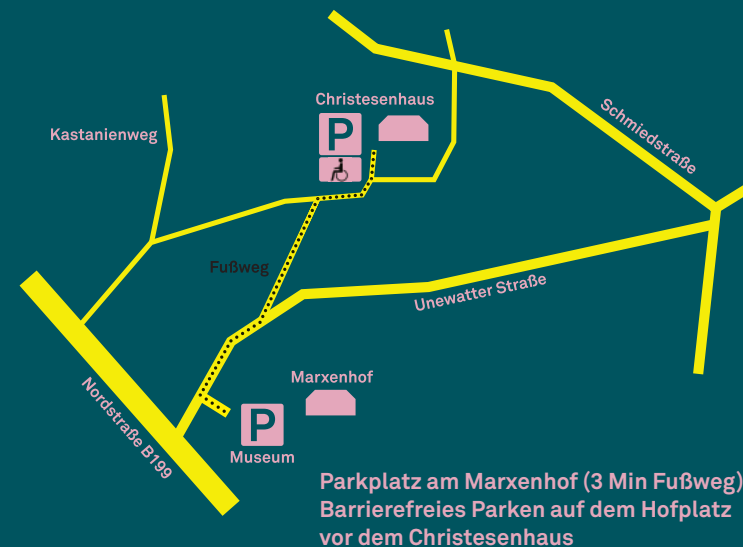 Christesenhaus
P
Kastanienweg
Schmiedstraße
Fußweg
Unewatter Straße
Marxenhof
Nordstraße B199
P
Museum
Parkplatz am Marxenhof (3 Min Fußweg)
Barrierefreies Parken auf dem Hofplatz
vor dem Christesenhaus